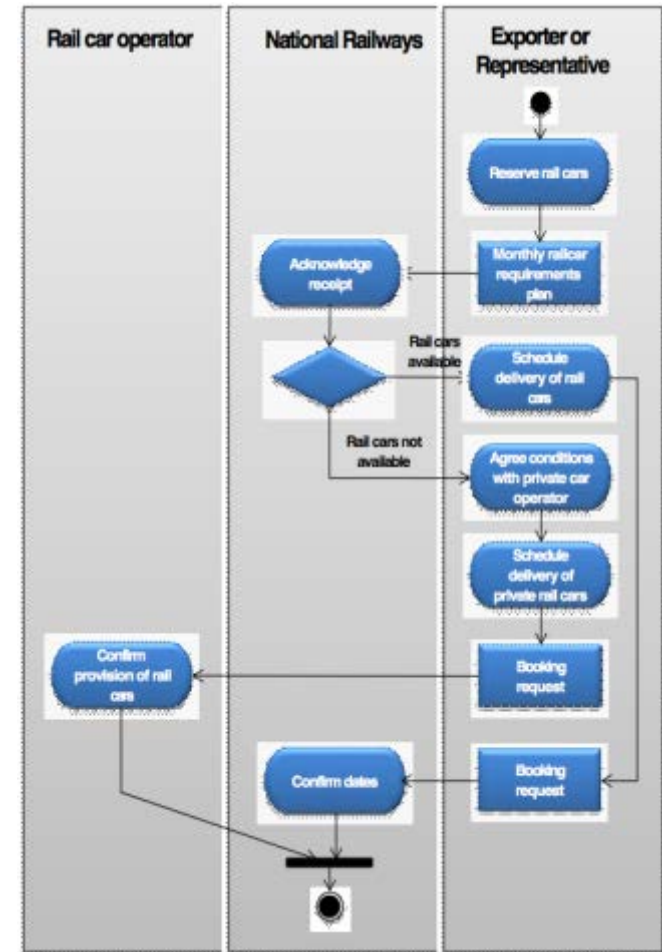 Rail car operator
National Railways
Exporter or
Representative
Reserve rail cars
Monthly railcar
requirements
plan
Acknowledge
receipt
Rail cars
available
Schedule
delivery of rail
cars
Rail cars not
available
Agree conditions
with private car
operator
Schedule
delivery of
private rail cars
Confirm
provision of rail
cars
Booking
request
Confirm dates
Booking
request